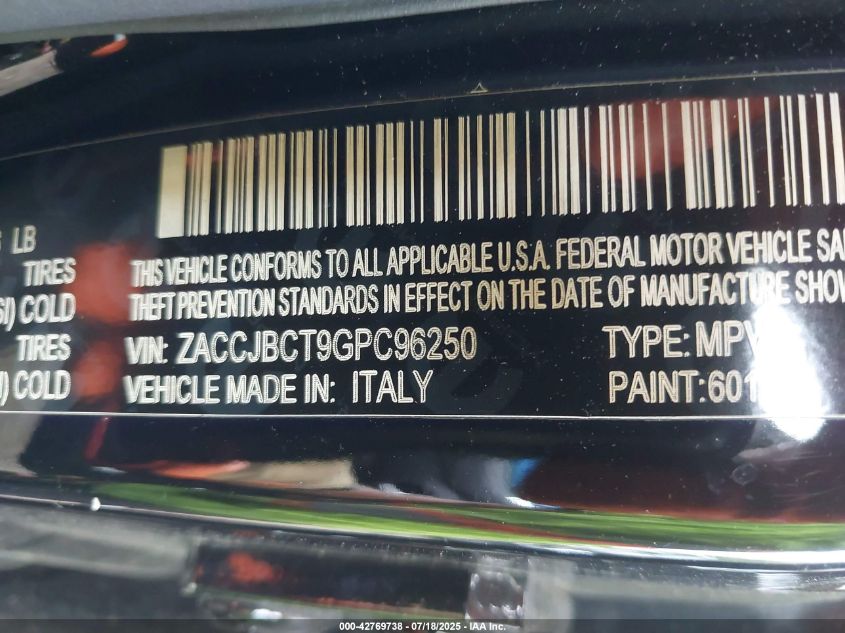 LB
TIRES THIS VEHICLE CONFORMS TO ALL APPLICABLE U.S.A. FEDERAL MOTOR VEHICLE
COLD THEFT PREVENTION STANDARDS IN EFFECT ON THE DATE OF MANUFACTURE
TIRES VIN: ZACCJBCT9GPC96250 TYPE: MPV
COLD VEHICLE MADE IN: ITALY PAINT: 601
000-42769738 - 07/18/2025 - © IAA Inc.